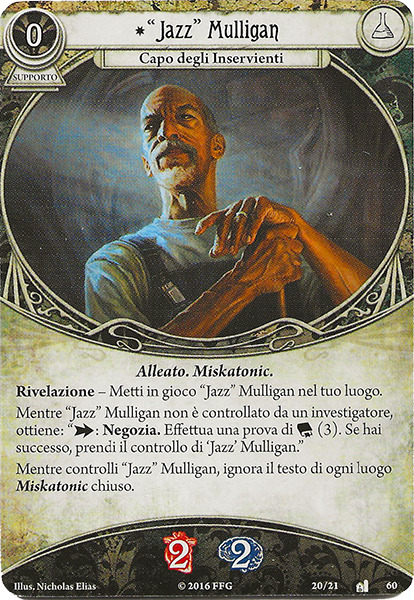 0
SUPPORTO
*“Jazz” Mulligan
Capo degli Inservienti
Alleato. Miskatonic.
Rivelazione – Metti in gioco “Jazz” Mulligan nel tuo luogo.
Mentre “Jazz” Mulligan non è controllato da un investigatore,
ottiene: “: Negozia. Effettua una prova di (3). Se hai
successo, prendi il controllo di ‘Jazz’ Mulligan.”
Mentre controlli “Jazz” Mulligan, ignora il testo di ogni luogo
Miskatonic chiuso.
2 2
Illus. Nicholas Elias © 2016 FFG 20/21 60